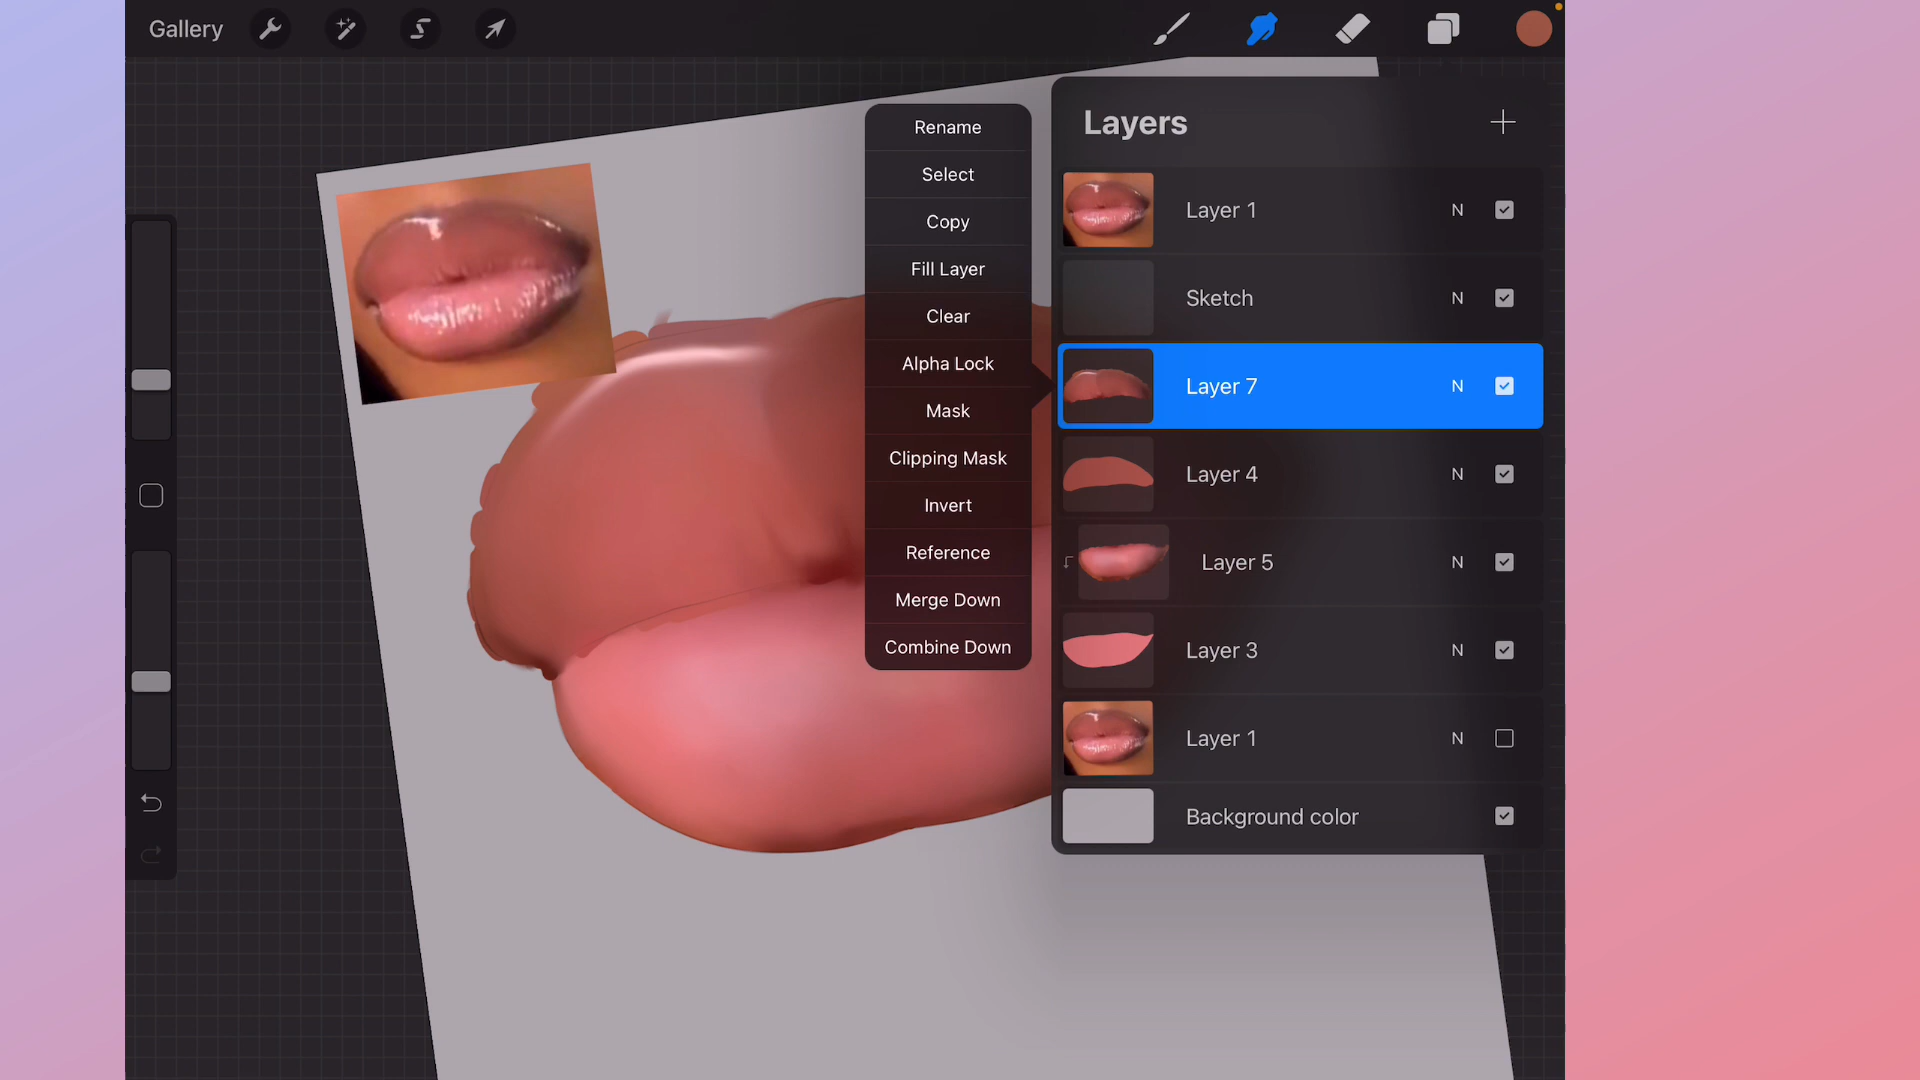 Gallery
Rename
Select
Copy
Fill Layer
Clear
Alpha Lock
Mask
Clipping Mask
Invert
Reference
Merge Down
Combine Down
Layers
Layer 1 N
Sketch N
Layer 7 N
Layer 4 N
Layer 5 N
Layer 3 N
Layer 1 N
Background color